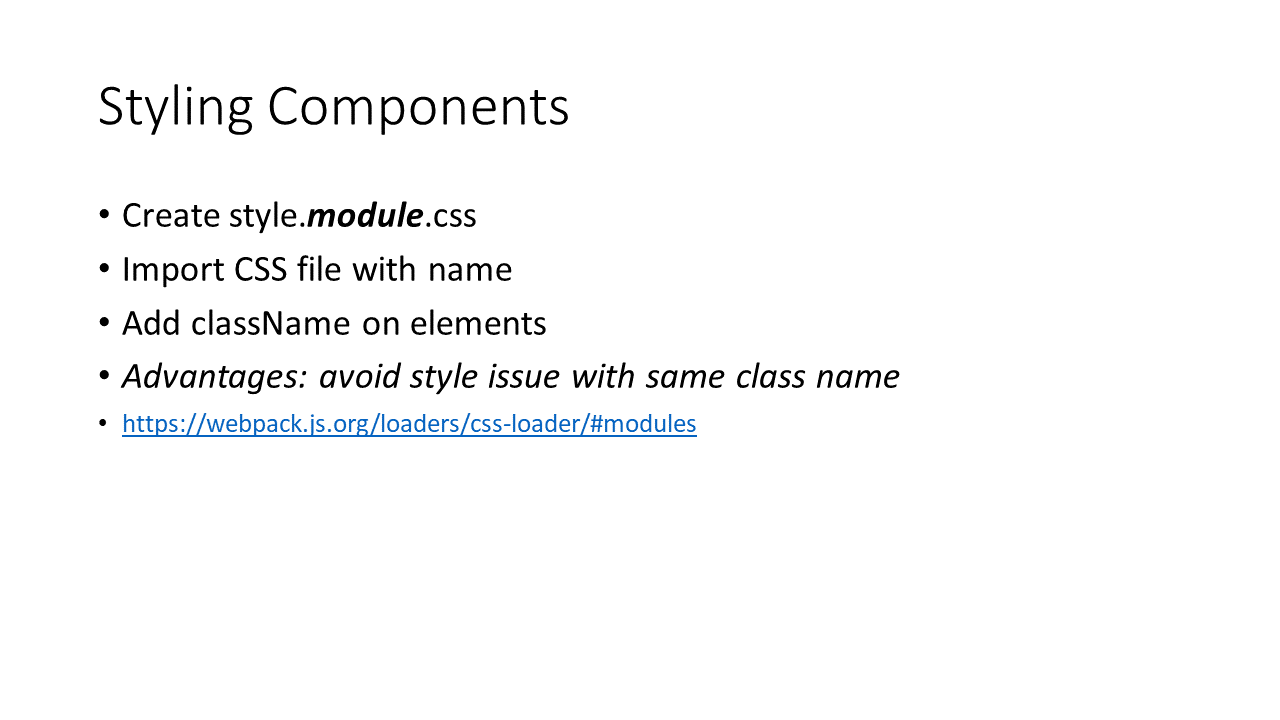 Styling Components
• Create style.module.css
• Import CSS file with name
• Add className on elements
• Advantages: avoid style issue with same class name
• https://webpack.js.org/loaders/css-loader/#modules